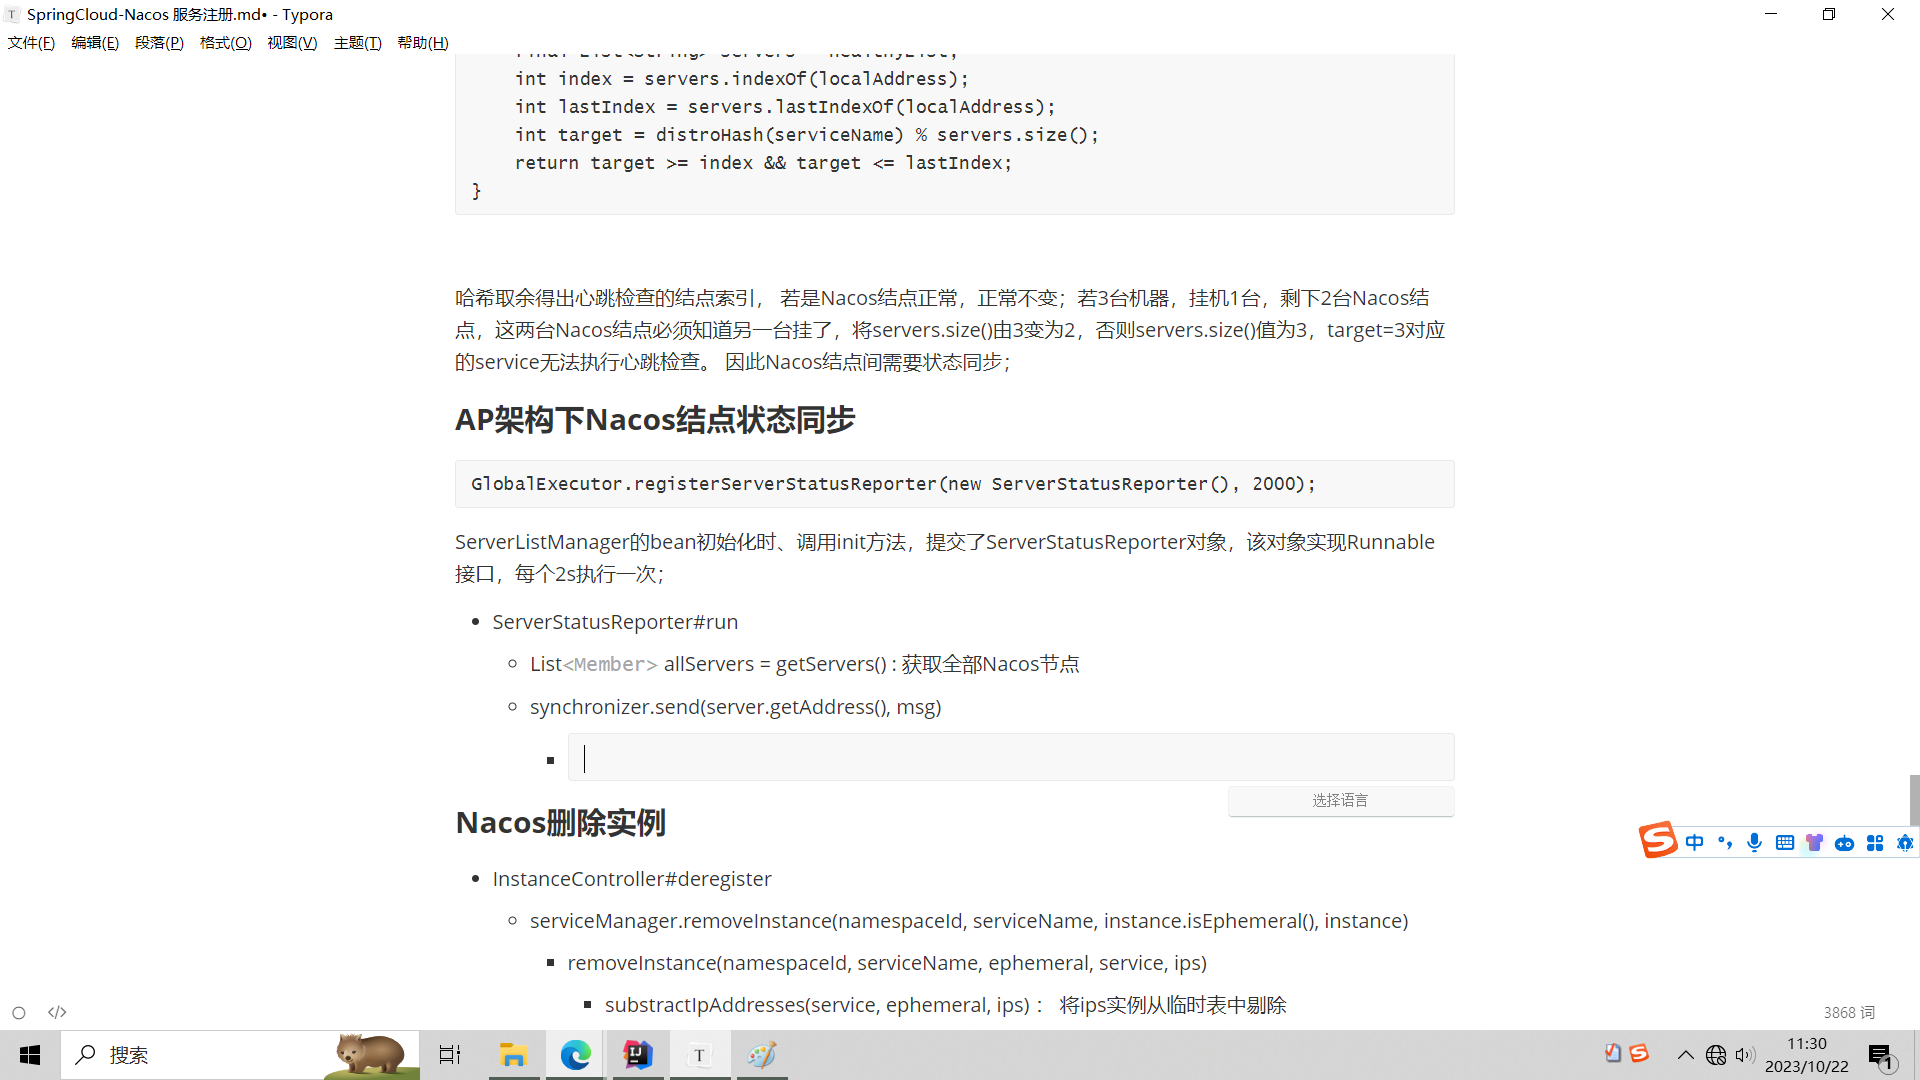 SpringCloud-Nacos 服务注册.md• - Typora
文件(F) 编辑(E) 段落(P) 格式(O) 视图(V) 主题(T) 帮助(H)
final List<String> servers = healthyList;
int index = servers.indexOf(localAddress);
int lastIndex = servers.lastIndexOf(localAddress);
int target = distroHash(serviceName) % servers.size();
return target >= index && target <= lastIndex;
}
哈希取余得出心跳检查的结点索引， 若是Nacos结点正常，正常不变；若3台机器，挂机1台，剩下2台Nacos结
点，这两台Nacos结点必须知道另一台挂了，将servers.size()由3变为2，否则servers.size()值为3，target=3对应
的service无法执行心跳检查。 因此Nacos结点间需要状态同步；
AP架构下Nacos结点状态同步
GlobalExecutor.registerServerStatusReporter(new ServerStatusReporter(), 2000);
ServerListManager的bean初始化时、调用init方法，提交了ServerStatusReporter对象，该对象实现Runnable
接口，每个2s执行一次；
ServerStatusReporter#run
List<Member> allServers = getServers() : 获取全部Nacos节点
synchronizer.send(server.getAddress(), msg)
选择语言
Nacos删除实例
InstanceController#deregister
serviceManager.removeInstance(namespaceId, serviceName, instance.isEphemeral(), instance)
removeInstance(namespaceId, serviceName, ephemeral, service, ips)
substractIpAddresses(service, ephemeral, ips) ： 将ips实例从临时表中剔除
3868 词
中
搜索
11:30
2023/10/22
1